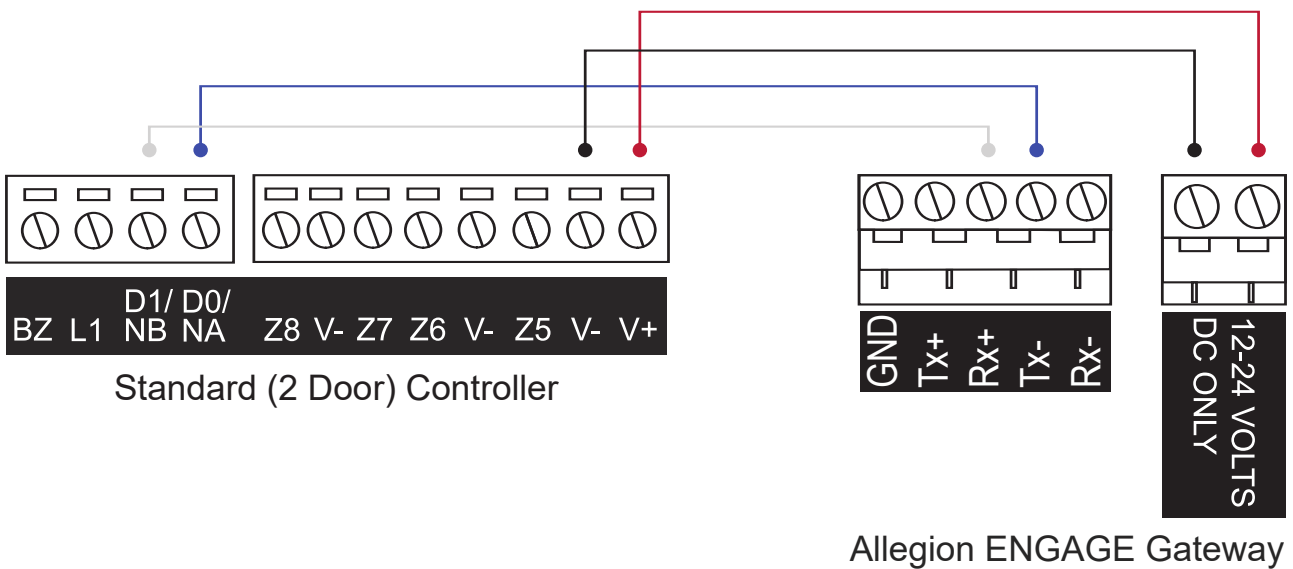 D1/ D0/
BZ L1 NB NA
Z8 V- Z7 Z6 V- Z5 V- V+
Standard (2 Door) Controller
GND
Tx+
Rx+
Tx-
Rx-
12-24 VOLTS
DC ONLY
Allegion ENGAGE Gateway